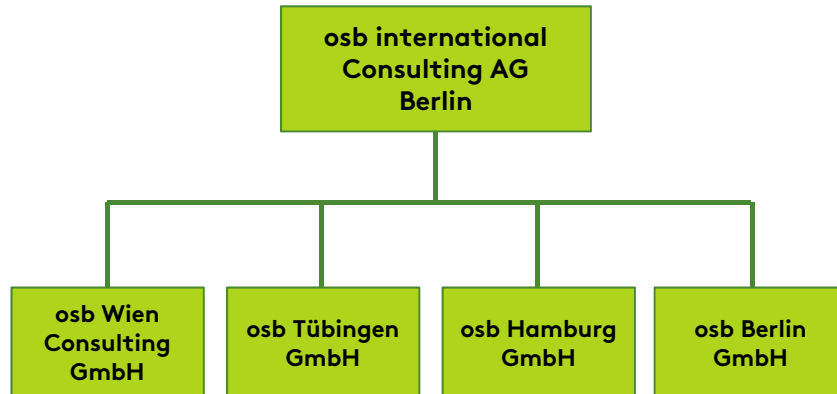 osb international
Consulting AG
Berlin
osb Wien
Consulting
GmbH
osb Tübingen
GmbH
osb Hamburg
GmbH
osb Berlin
GmbH